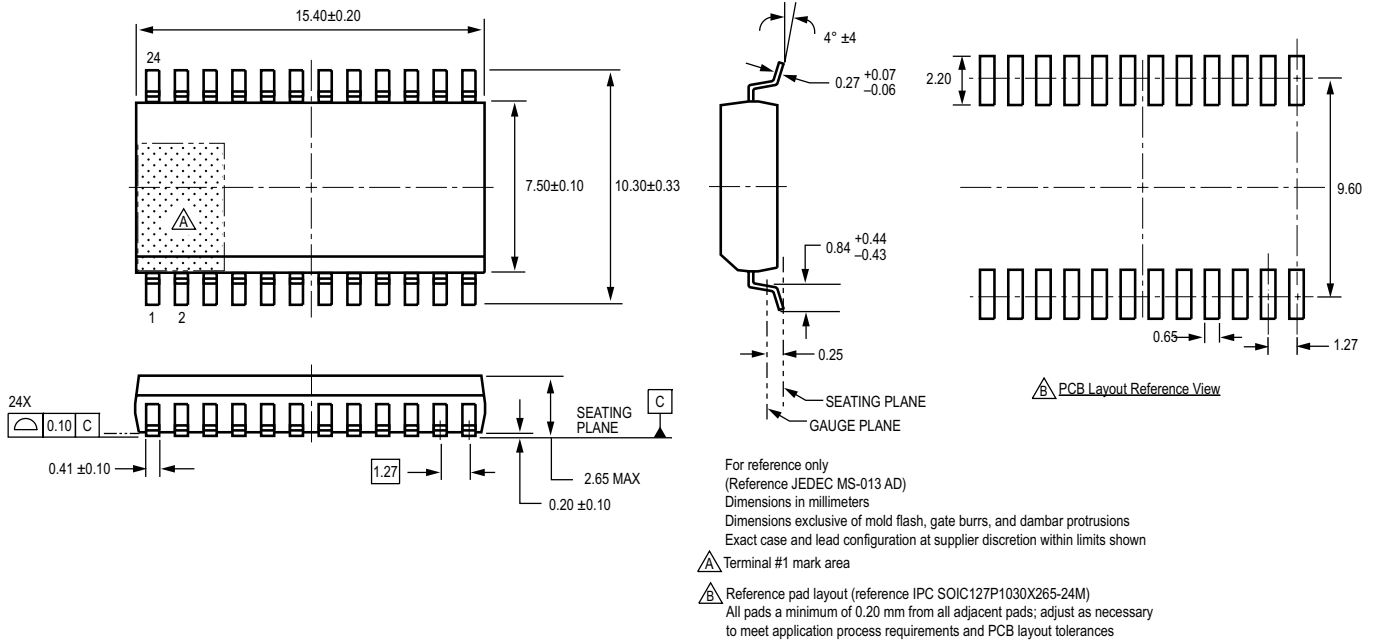 15.40±0.20
24
7.50±0.10
10.30±0.33
A
1 2
4° ±4
0.27 +0.07 –0.06
0.84 +0.44 –0.43
0.25
SEATING PLANE
GAUGE PLANE
2.20
9.60
0.65
1.27
B PCB Layout Reference View
24X
0.10 C
0.41 ±0.10
1.27
SEATING
PLANE
C
2.65 MAX
0.20 ±0.10
For reference only
(Reference JEDEC MS-013 AD)
Dimensions in millimeters
Dimensions exclusive of mold flash, gate burrs, and dambar protrusions
Exact case and lead configuration at supplier discretion within limits shown
A Terminal #1 mark area
B Reference pad layout (reference IPC SOIC127P1030X265-24M)
All pads a minimum of 0.20 mm from all adjacent pads; adjust as necessary
to meet application process requirements and PCB layout tolerances